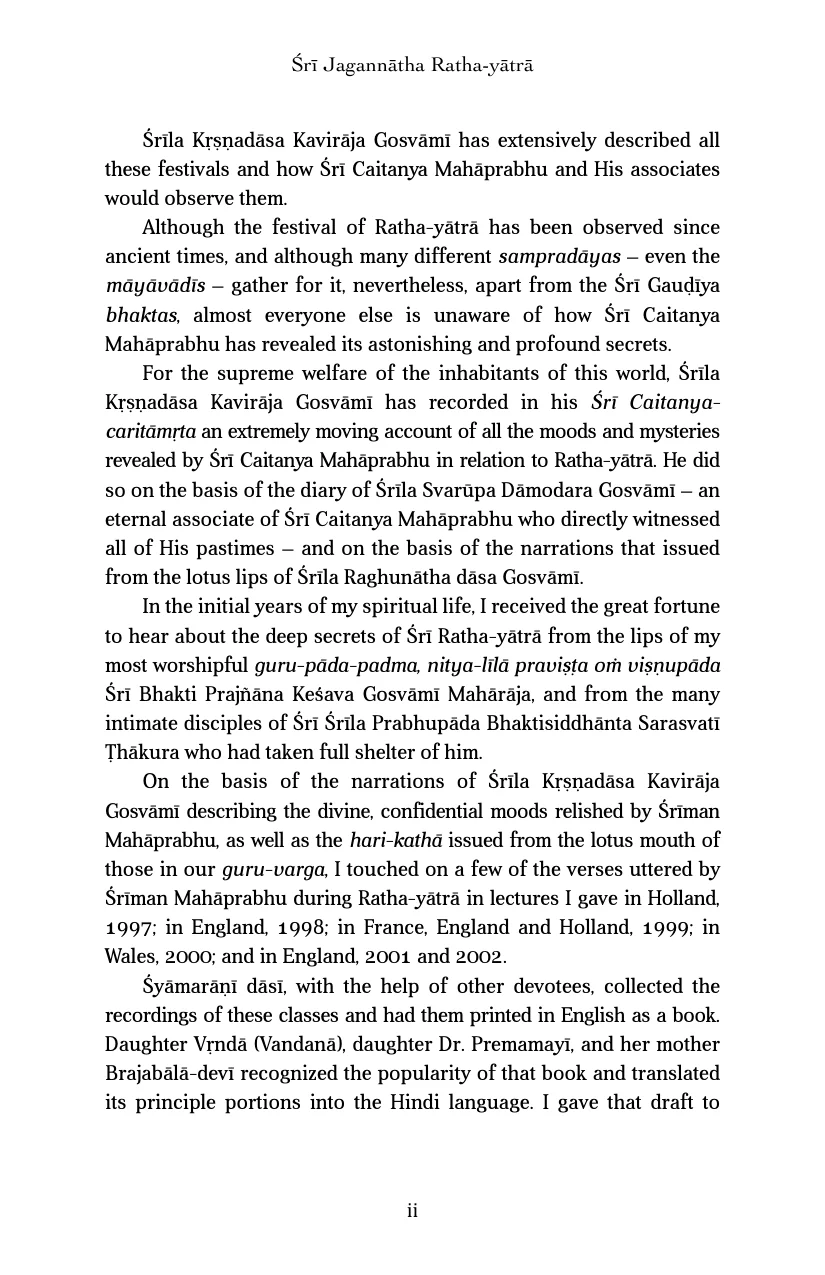 Śrī Jagannātha Ratha-yātrā
Śrīla Kṛṣṇadāsa Kavirāja Gosvāmī has extensively described all
these festivals and how Śrī Caitanya Mahāprabhu and His associates
would observe them.
Although the festival of Ratha-yātrā has been observed since
ancient times, and although many different sampradāyas – even the
māyāvādīs – gather for it, nevertheless, apart from the Śrī Gauḍīya
bhaktas, almost everyone else is unaware of how Śrī Caitanya
Mahāprabhu has revealed its astonishing and profound secrets.
For the supreme welfare of the inhabitants of this world, Śrīla
Kṛṣṇadāsa Kavirāja Gosvāmī has recorded in his Śrī Caitanya-
caritāmṛta an extremely moving account of all the moods and mysteries
revealed by Śrī Caitanya Mahāprabhu in relation to Ratha-yātrā. He did
so on the basis of the diary of Śrīla Svarūpa Dāmodara Gosvāmī – an
eternal associate of Śrī Caitanya Mahāprabhu who directly witnessed
all of His pastimes – and on the basis of the narrations that issued
from the lotus lips of Śrīla Raghunātha dāsa Gosvāmī.
In the initial years of my spiritual life, I received the great fortune
to hear about the deep secrets of Śrī Ratha-yātrā from the lips of my
most worshipful guru-pāda-padma, nitya-līlā praviṣṭa oṁ viṣṇupāda
Śrī Bhakti Prajñāna Keśava Gosvāmī Mahārāja, and from the many
intimate disciples of Śrī Śrīla Prabhupāda Bhaktisiddhānta Sarasvatī
Ṭhākura who had taken full shelter of him.
On the basis of the narrations of Śrīla Kṛṣṇadāsa Kavirāja
Gosvāmī describing the divine, confidential moods relished by Śrīman
Mahāprabhu, as well as the hari-kathā issued from the lotus mouth of
those in our guru-varga, I touched on a few of the verses uttered by
Śrīman Mahāprabhu during Ratha-yātrā in lectures I gave in Holland,
1997; in England, 1998; in France, England and Holland, 1999; in
Wales, 2000; and in England, 2001 and 2002.
Śyāmarāṇī dāsī, with the help of other devotees, collected the
recordings of these classes and had them printed in English as a book.
Daughter Vṛndā (Vandanā), daughter Dr. Premamayī, and her mother
Brajabālā-devī recognized the popularity of that book and translated
its principle portions into the Hindi language. I gave that draft to
ii